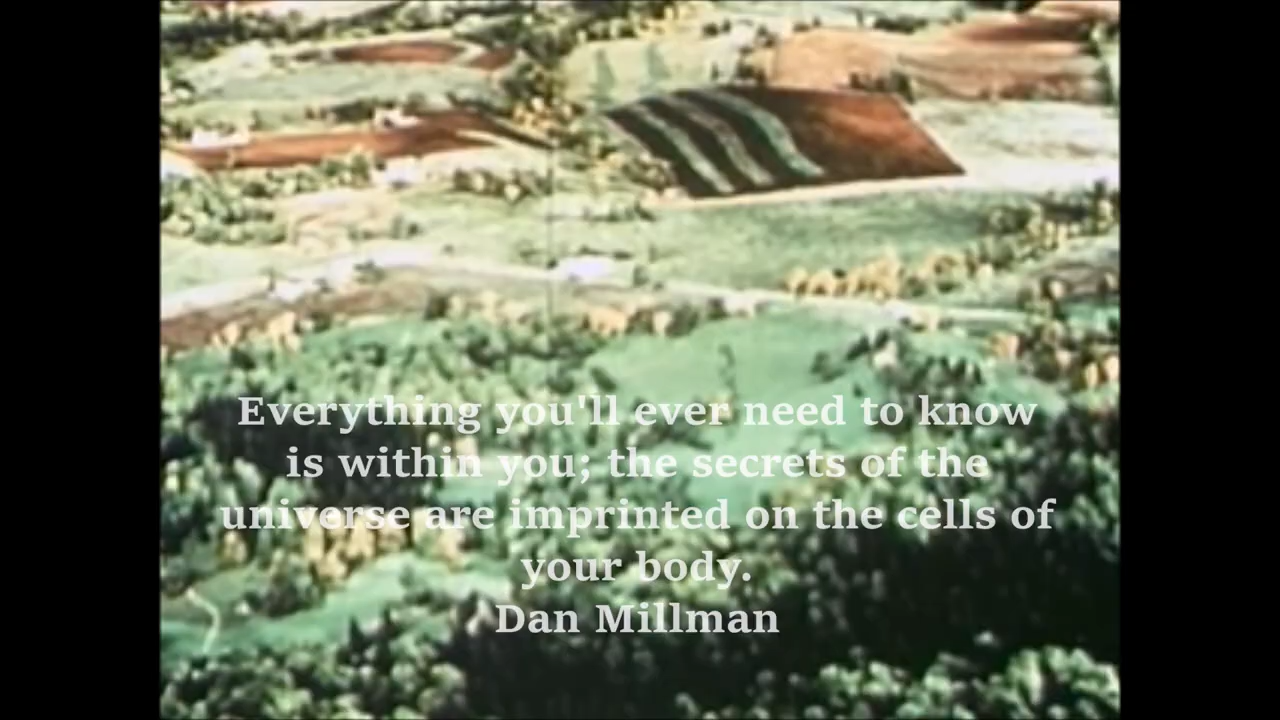 Everything you'll ever need to know
is within you; the secrets of the
universe are imprinted on the cells of
your body.
Dan Millman